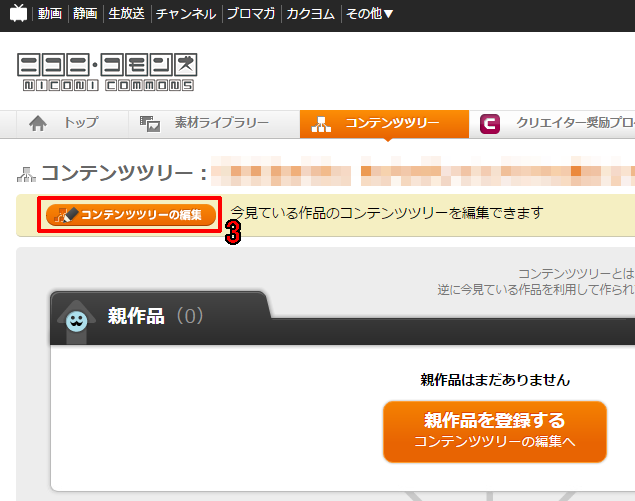 動画 静画 生放送 チャンネル ブロマガ カクヨム その他▼
ニコニ・コモンズ
NICONI COMMONS
トップ 素材ライブラリー コンテンツツリー クリエイター奨励プロ
コンテンツツリー：
コンテンツツリーの編集 今見ている作品のコンテンツツリーを編集できます
3
コンテンツツリーとは
逆に今見ている作品を利用して作られ
親作品（0）
親作品はまだありません
親作品を登録する
コンテンツツリーの編集へ